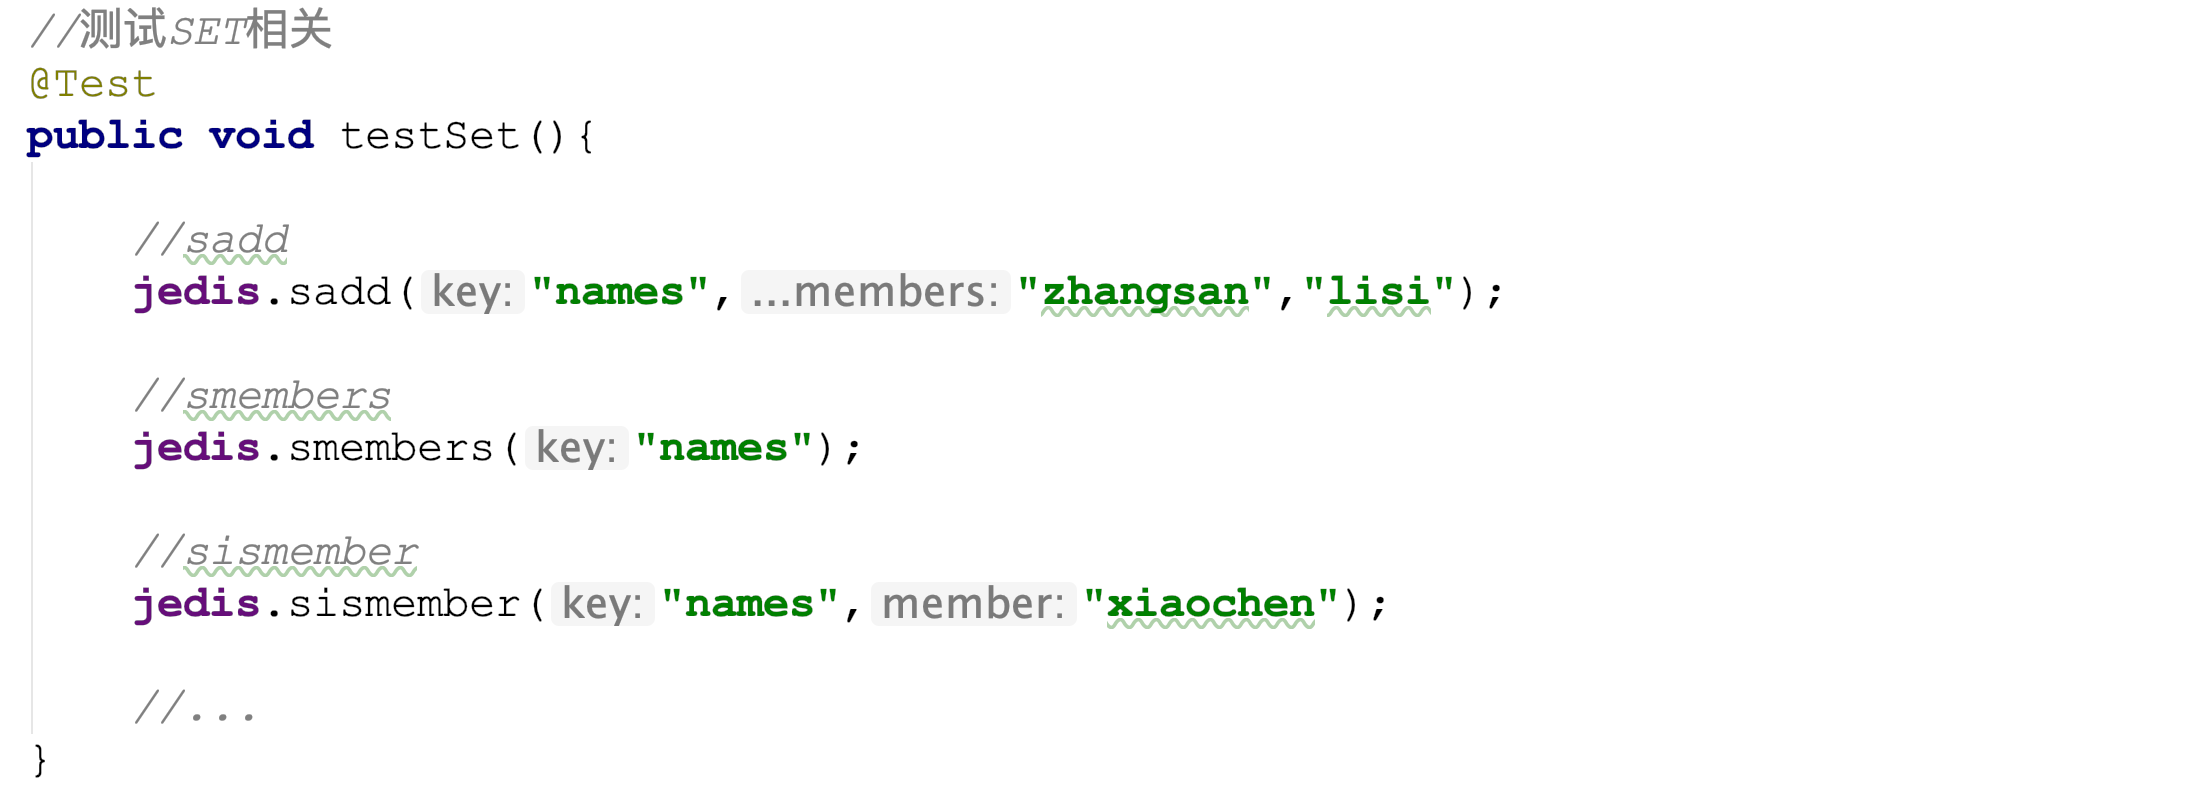 //测试SET相关
@Test
public void testSet(){
//sadd
jedis.sadd( key: "names", ...members: "zhangsan","lisi");
//smembers
jedis.smembers( key: "names");
//sismember
jedis.sismember( key: "names", member: "xiaochen");
//...
}